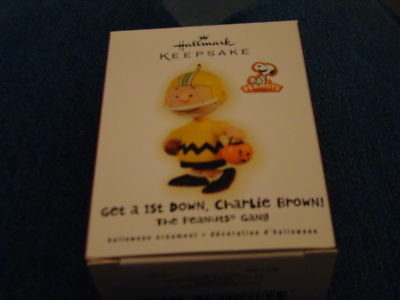 Hallmark
KEEPSAKE
PEANUTS
Get a 1st Down, Charlie Brown!
The Peanuts® Gang
halloween ornament • décoration d'halloween